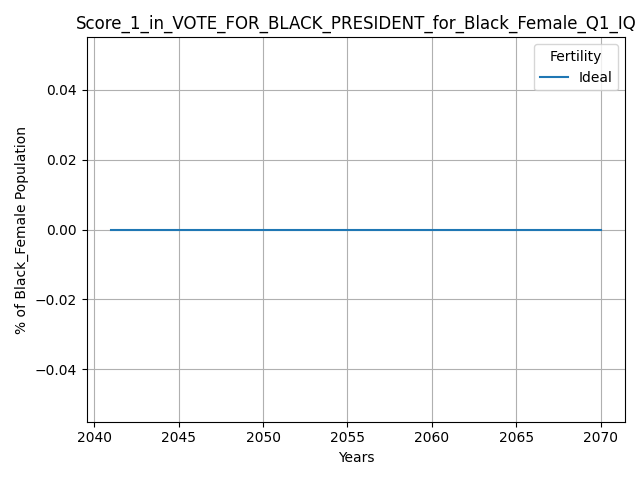 Score_1_in_VOTE_FOR_BLACK_PRESIDENT_for_Black_Female_Q1_IQ
Fertility
Ideal
% of Black_Female Population
0.04
0.02
0.00
−0.02
−0.04
2040 2045 2050 2055 2060 2065 2070
Years